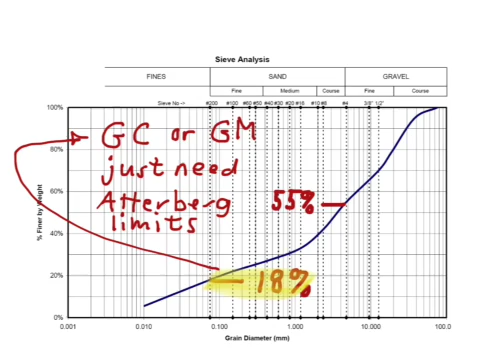 Sieve Analysis
FINES SAND GRAVEL
Fine Medium Course Fine Course
Sieve No -> #200 #100 #60 #50 #40 #30 #20 #16 #10 #8 #4 3/8" 1/2"
100%
80%
60%
40%
20%
0%
% Finer by Weight
GC or GM
just need
Atterberg
limits
55%
18%
0.001 0.010 0.100 1.000 10.000 100.0
Grain Diameter (mm)